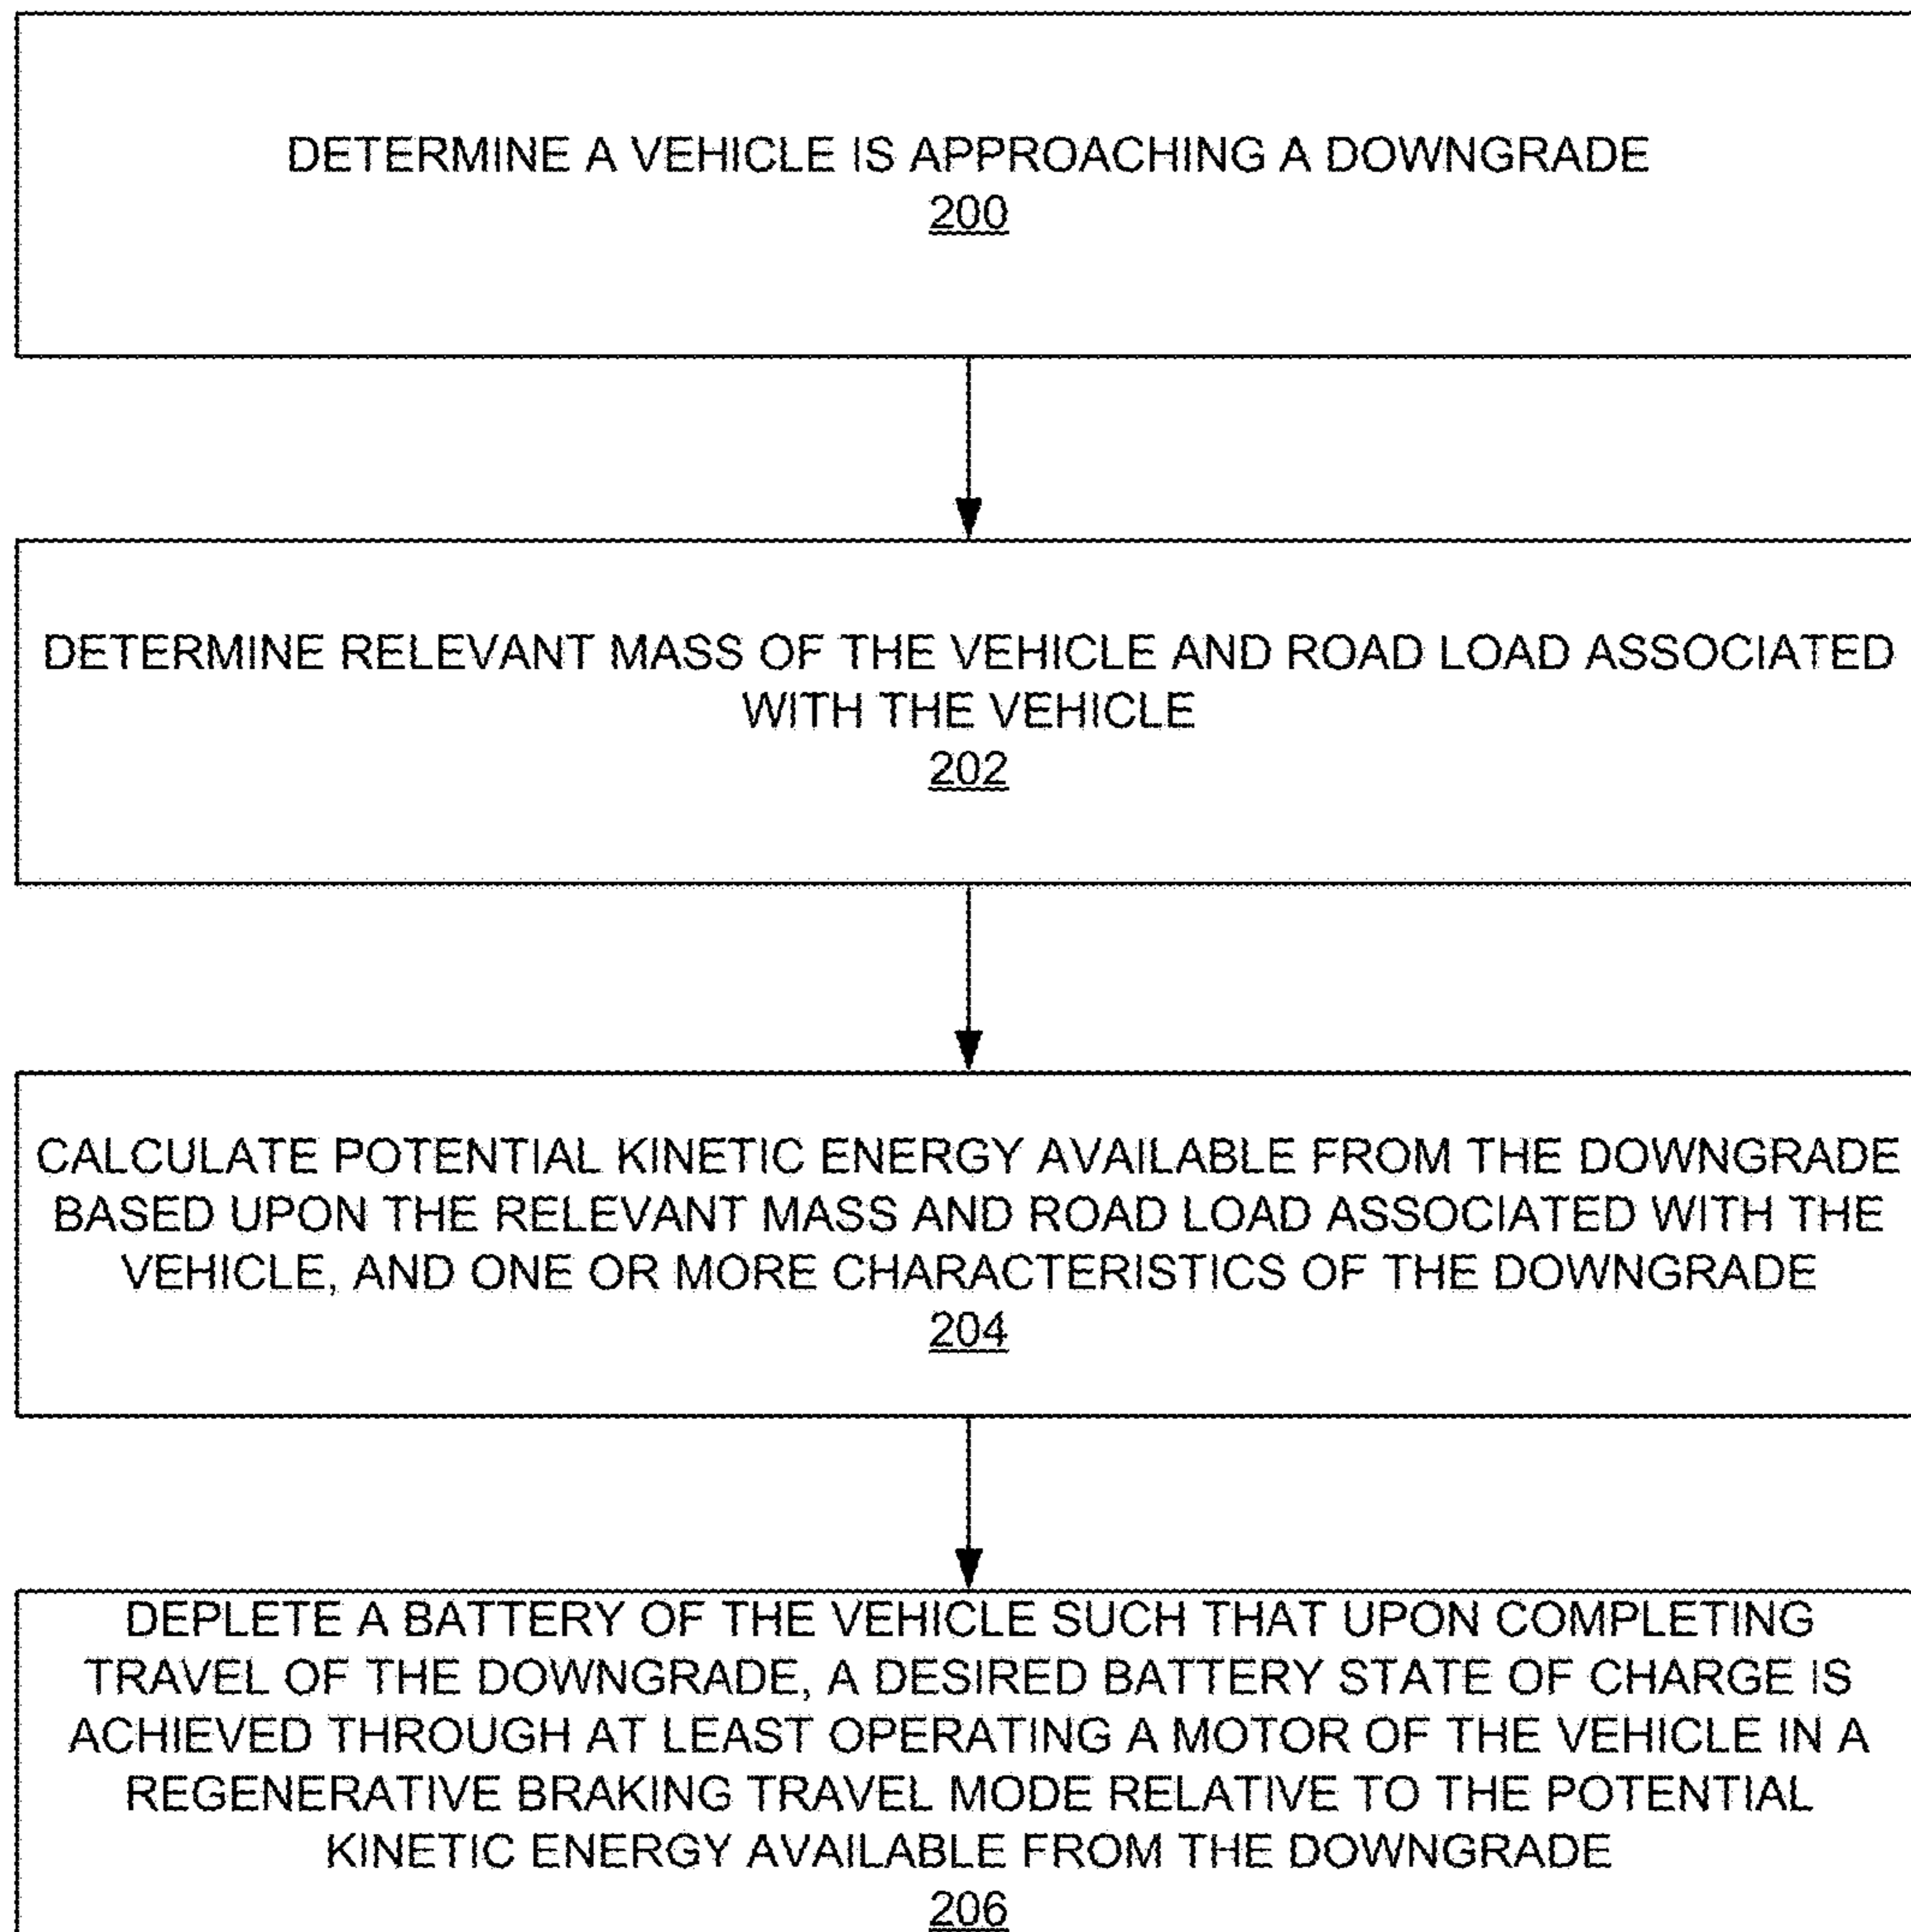 DETERMINE A VEHICLE IS APPROACHING A DOWNGRADE
200
DETERMINE RELEVANT MASS OF THE VEHICLE AND ROAD LOAD ASSOCIATED
WITH THE VEHICLE
202
CALCULATE POTENTIAL KINETIC ENERGY AVAILABLE FROM THE DOWNGRADE
BASED UPON THE RELEVANT MASS AND ROAD LOAD ASSOCIATED WITH THE
VEHICLE, AND ONE OR MORE CHARACTERISTICS OF THE DOWNGRADE
204
DEPLETE A BATTERY OF THE VEHICLE SUCH THAT UPON COMPLETING
TRAVEL OF THE DOWNGRADE, A DESIRED BATTERY STATE OF CHARGE IS
ACHIEVED THROUGH AT LEAST OPERATING A MOTOR OF THE VEHICLE IN A
REGENERATIVE BRAKING TRAVEL MODE RELATIVE TO THE POTENTIAL
KINETIC ENERGY AVAILABLE FROM THE DOWNGRADE
206